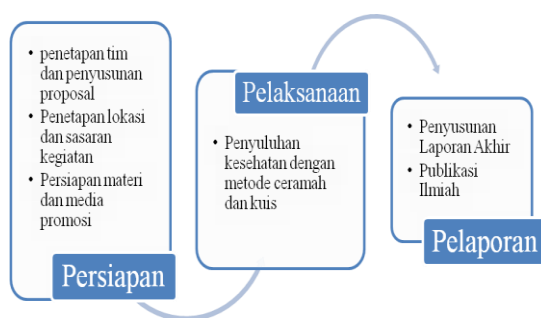 • penetapan tim
dan penyusunan
proposal
• Penetapan lokasi
dan sasaran
kegiatan
• Persiapan materi
dan media
promosi
Persiapan
Pelaksanaan
• Penyuluhan
kesehatan dengan
metode ceramah
dan kuis
• Penyusunan
Laporan Akhir
• Publikasi
Ilmiah
Pelaporan